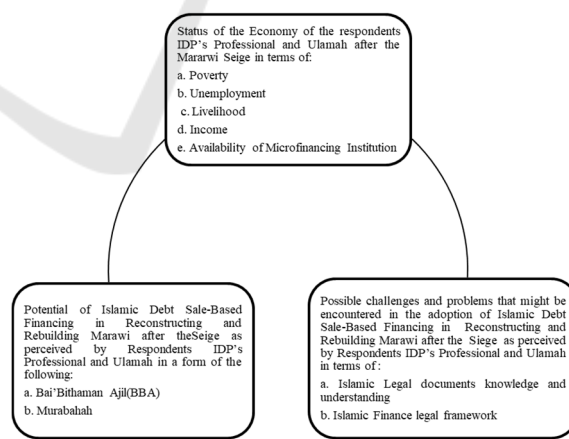 Status of the Economy of the respondents
IDP's Professional and Ulamah after the
Mararwi Seige in terms of:
a. Poverty
b. Unemployment
c. Livelihood
d. Income
e. Availability of Microfinancing Institution
Potential of Islamic Debt Sale-Based
Financing in Reconstructing and
Rebuilding Marawi after theSeige as
perceived by Respondents IDP's
Professional and Ulamah in a form of the
following:
a. Bai'Bithaman Ajil(BBA)
b. Murabahah
Possible challenges and problems that might be
encountered in the adoption of Islamic Debt
Sale-Based Financing in Reconstructing and
Rebuilding Marawi after the Siege as perceived
by Respondents IDP's Professional and Ulamah
in terms of :
a. Islamic Legal documents knowledge and
understanding
b. Islamic Finance legal framework